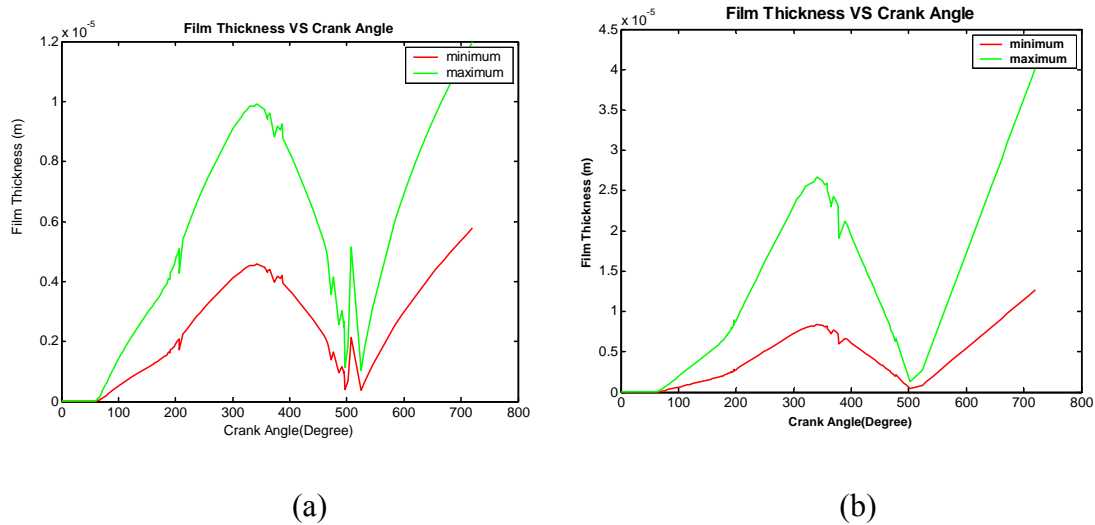 Film Thickness VS Crank Angle
x 10
-5
1.2
1
0.8
0.6
0.4
0.2
0
Film Thickness (m)
minimum
maximum
0 100 200 300 400 500 600 700 800
Crank Angle(Degree)
(a)
Film Thickness VS Crank Angle
x 10
-5
4.5
4
3.5
3
2.5
2
1.5
1
0.5
0
Film Thickness (m)
minimum
maximum
0 100 200 300 400 500 600 700 800
Crank Angle(Degree)
(b)